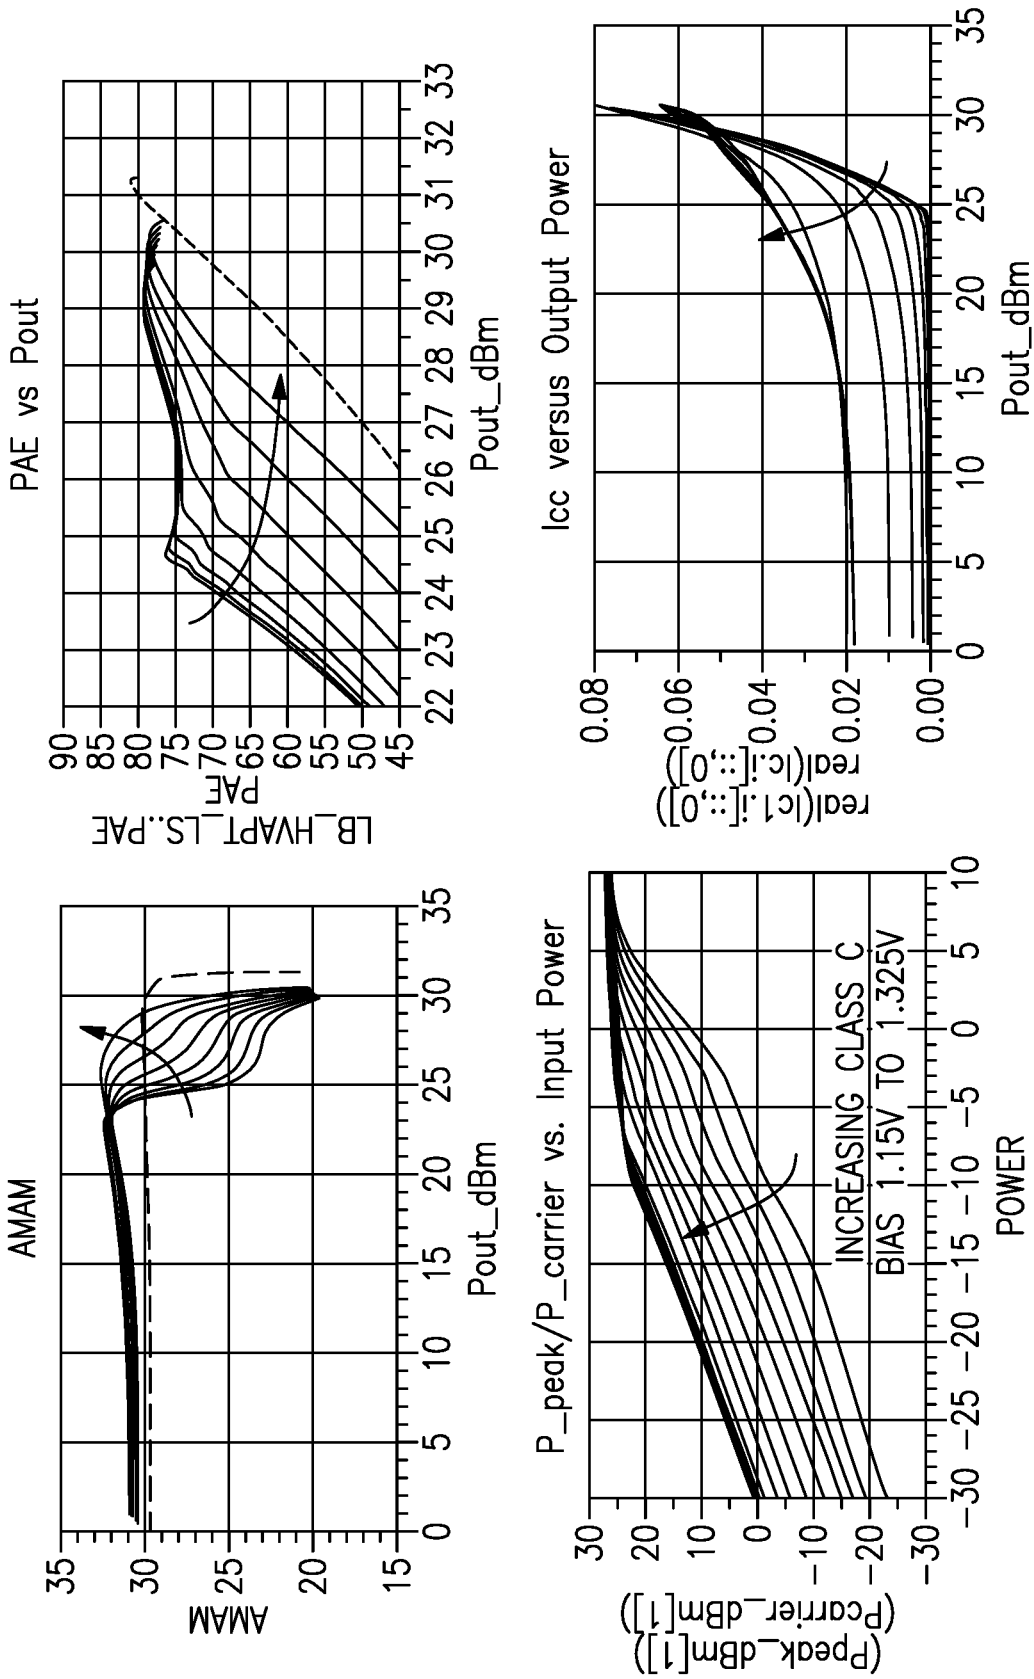 AMAM
AMAM
35
30
25
20
15
0 5 10 15 20 25 30 35
Pout_dBm
PAE vs Pout
LB_HVAPT_LS..PAE
PAE
90
85
80
75
70
65
60
55
50
45
22 23 24 25 26 27 28 29 30 31 32 33
Pout_dBm
P_peak/P_carrier vs. Input Power
(Ppeak_dBm[1])
(Pcarrier_dBm[1])
30
20
10
0
-10
-20
-30
INCREASING CLASS C
BIAS 1.15V TO 1.325V
-30 -25 -20 -15 -10 -5 0 5 10
POWER
Icc versus Output Power
real(Ic1.i[::,0])
real(Ic.i[::,0])
0.08
0.06
0.04
0.02
0.00
0 5 10 15 20 25 30 35
Pout_dBm